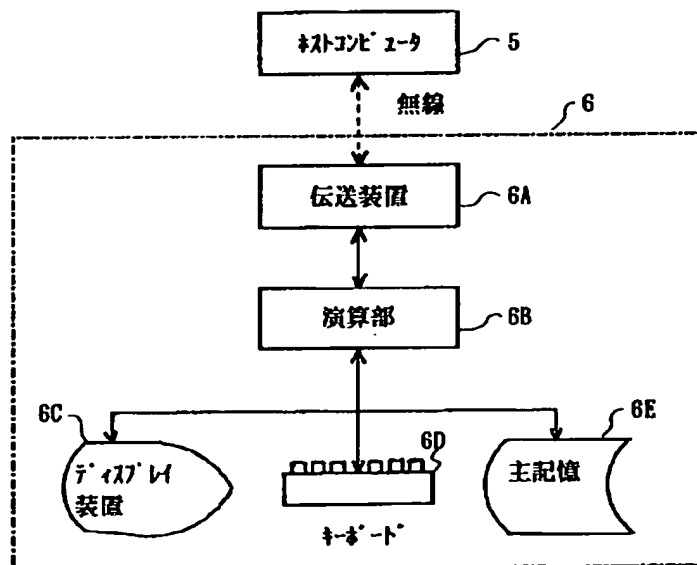 ﾎｽﾄｺﾝﾋﾟｭｰﾀ
5
無線
6
伝送装置
6A
演算部
6B
6C
6D
6E
ﾃﾞｨｽﾌﾟﾚｲ
装置
主記憶
ｷｰﾎﾞｰﾄﾞ